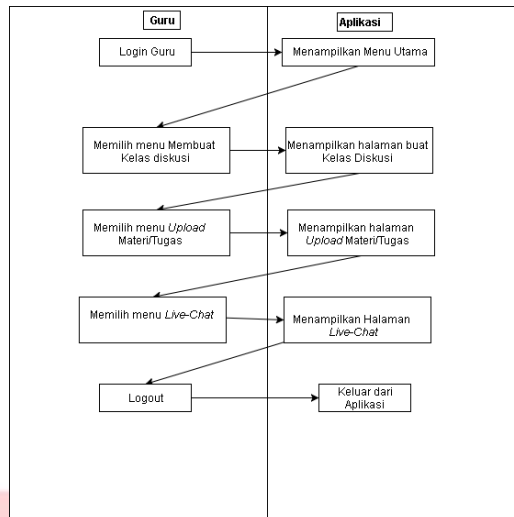 Guru
Aplikasi
Login Guru
Menampilkan Menu Utama
Memilih menu Membuat
Kelas diskusi
Menampilkan halaman buat
Kelas Diskusi
Memilih menu Upload
Materi/Tugas
Menampilkan halaman
Upload Materi/Tugas
Memilih menu Live-Chat
Menampilkan Halaman
Live-Chat
Logout
Keluar dari
Aplikasi